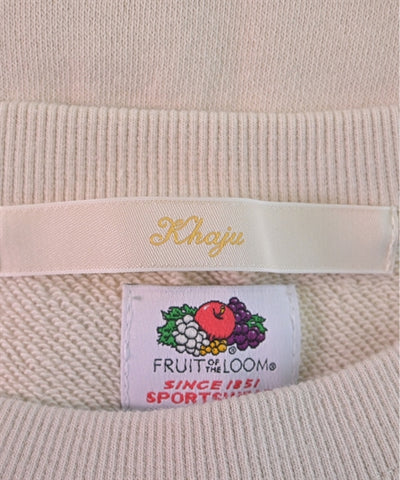 Khaju
FRUIT OF THE LOOM®
SINCE 1851